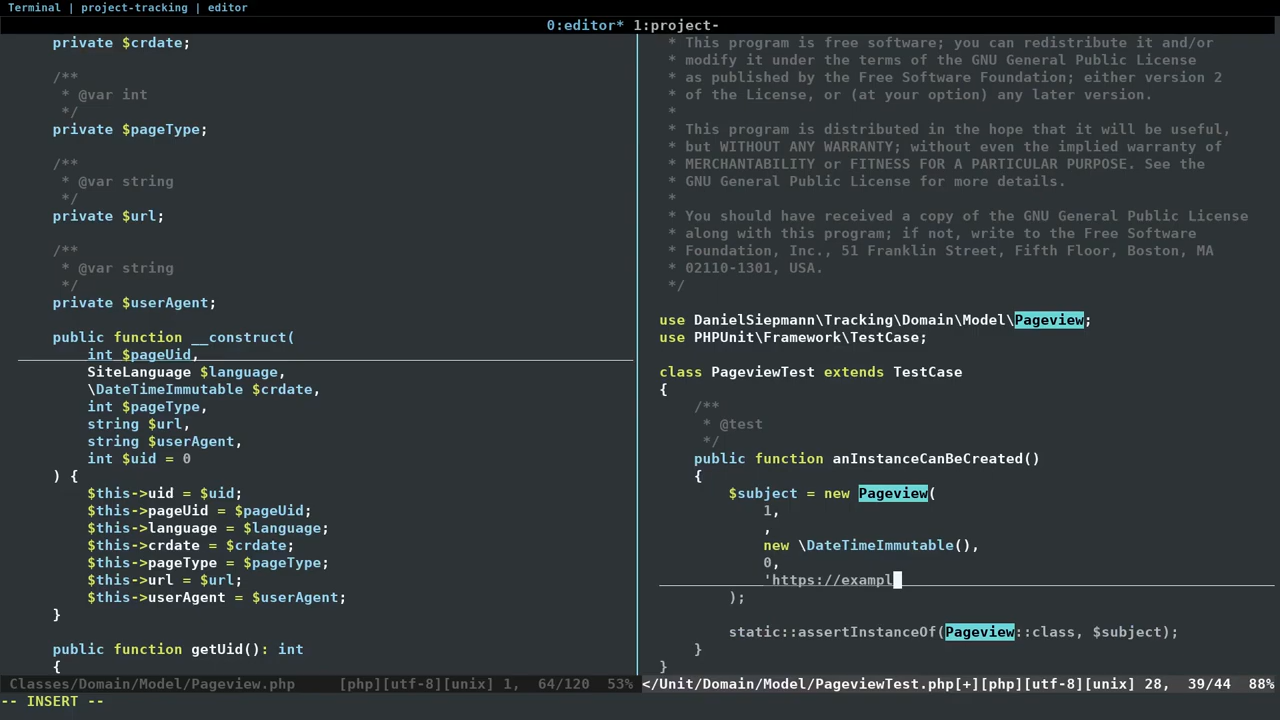 Terminal | project-tracking | editor
0:editor* 1:project-
    private $crdate;

    /**
     * @var int
     */
    private $pageType;

    /**
     * @var string
     */
    private $url;

    /**
     * @var string
     */
    private $userAgent;

    public function __construct(
        int $pageUid,
        SiteLanguage $language,
        \DateTimeImmutable $crdate,
        int $pageType,
        string $url,
        string $userAgent,
        int $uid = 0
    ) {
        $this->uid = $uid;
        $this->pageUid = $pageUid;
        $this->language = $language;
        $this->crdate = $crdate;
        $this->pageType = $pageType;
        $this->url = $url;
        $this->userAgent = $userAgent;
    }

    public function getUid(): int
    {
Classes/Domain/Model/Pageview.php     [php][utf-8][unix] 1,  64/120  53%
 * This program is free software; you can redistribute it and/or
 * modify it under the terms of the GNU General Public License
 * as published by the Free Software Foundation; either version 2
 * of the License, or (at your option) any later version.
 *
 * This program is distributed in the hope that it will be useful,
 * but WITHOUT ANY WARRANTY; without even the implied warranty of
 * MERCHANTABILITY or FITNESS FOR A PARTICULAR PURPOSE. See the
 * GNU General Public License for more details.
 *
 * You should have received a copy of the GNU General Public License
 * along with this program; if not, write to the Free Software
 * Foundation, Inc., 51 Franklin Street, Fifth Floor, Boston, MA
 * 02110-1301, USA.
 */

use DanielSiepmann\Tracking\Domain\Model\Pageview;
use PHPUnit\Framework\TestCase;

class PageviewTest extends TestCase
{
    /**
     * @test
     */
    public function anInstanceCanBeCreated()
    {
        $subject = new Pageview(
            1,
            ,
            new \DateTimeImmutable(),
            0,
            'https://exampl
        );

        static::assertInstanceOf(Pageview::class, $subject);
    }
}
</Unit/Domain/Model/PageviewTest.php[+][php][utf-8][unix] 28,  39/44  88%
-- INSERT --